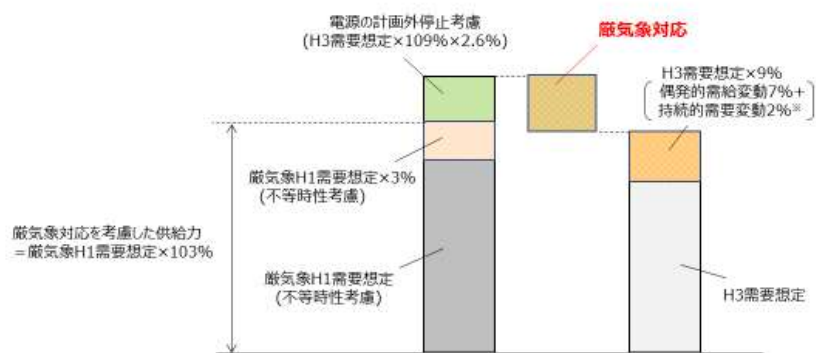 電源の計画外停止考慮
(H3需要想定×109%×2.6%)
厳気象対応
H3需要想定×9%
偶発的需給変動7%+
持続的需要変動2%※
厳気象H1需要想定×3%
(不等時性考慮)
厳気象対応を考慮した供給力
=厳気象H1需要想定×103%
厳気象H1需要想定
(不等時性考慮)
H3需要想定